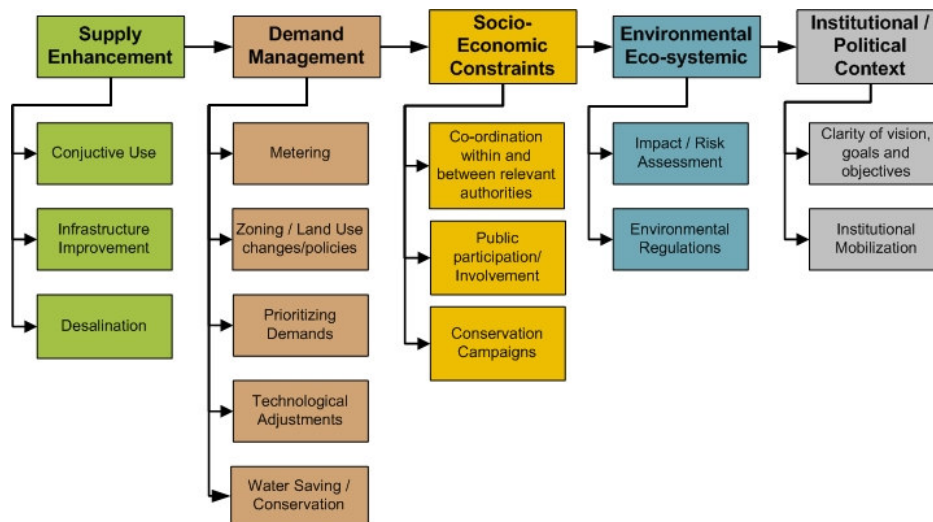 Supply
Enhancement
Demand
Management
Socio-
Economic
Constraints
Environmental
Eco-systemic
Institutional /
Political
Context
Conjuctive Use
Infrastructure
Improvement
Desalination
Metering
Zoning / Land Use
changes/policies
Prioritizing
Demands
Technological
Adjustments
Water Saving /
Conservation
Co-ordination
within and
between relevant
authorities
Public
participation/
Involvement
Conservation
Campaigns
Impact / Risk
Assessment
Environmental
Regulations
Clarity of vision,
goals and
objectives
Institutional
Mobilization